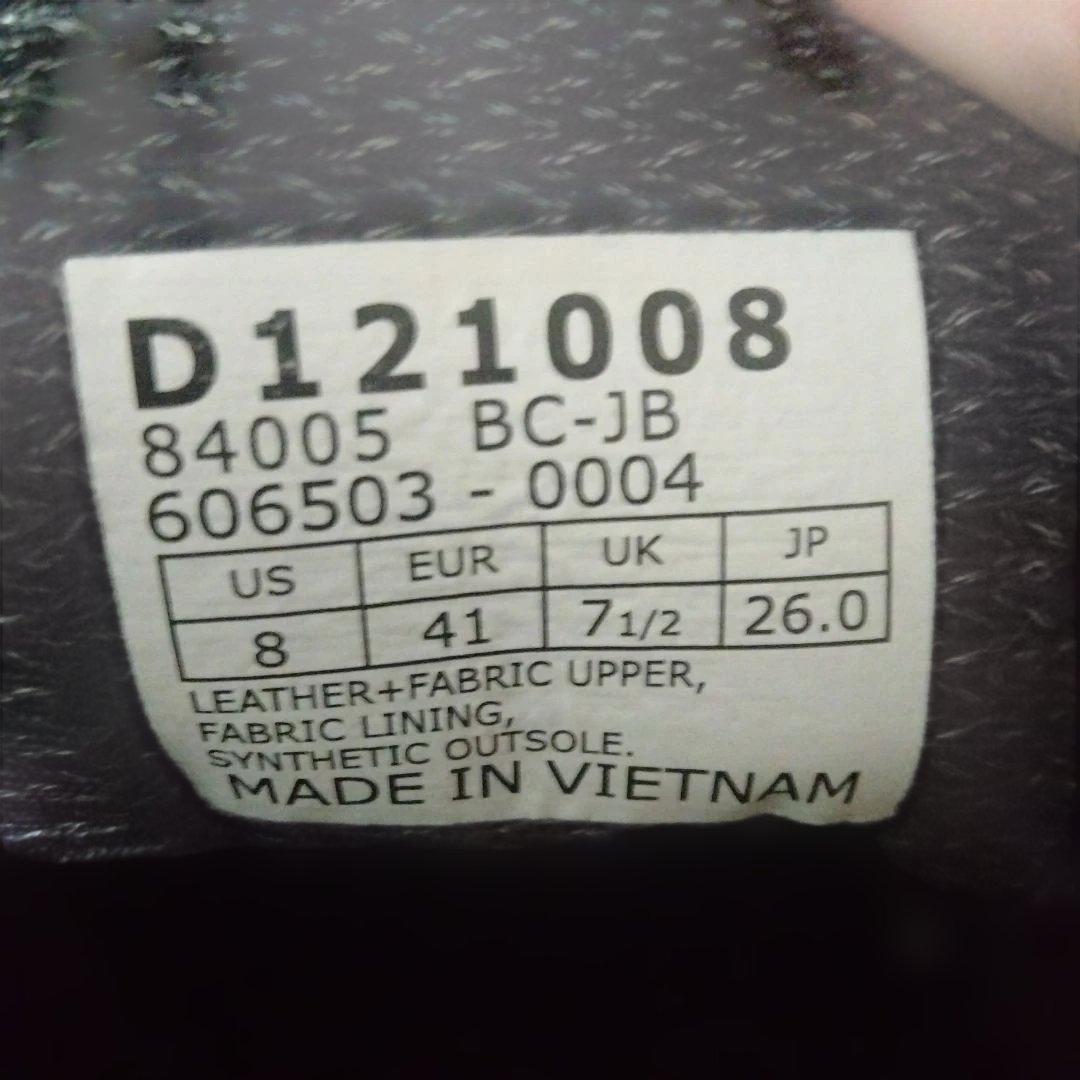 D121008
84005 BC-JB
606503 - 0004
US EUR UK JP
8 41 7 1/2 26.0
LEATHER+FABRIC UPPER,
FABRIC LINING,
SYNTHETIC OUTSOLE.
MADE IN VIETNAM